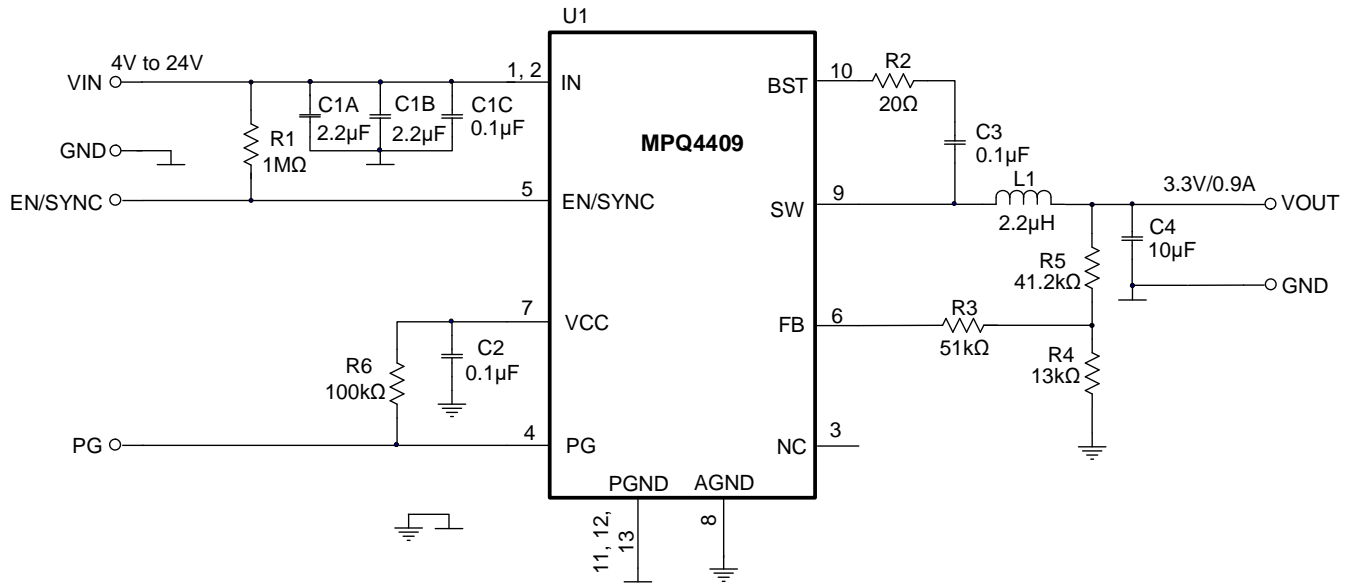 U1
4V to 24V
VIN
1, 2
IN
C1A
2.2µF
C1B
2.2µF
C1C
0.1µF
R1
1MΩ
GND
EN/SYNC
5
EN/SYNC
MPQ4409
BST
10
R2
20Ω
C3
0.1µF
SW
9
L1
2.2µH
3.3V/0.9A
VOUT
C4
10µF
R5
41.2kΩ
GND
7
VCC
C2
0.1µF
R6
100kΩ
FB
6
R3
51kΩ
R4
13kΩ
PG
4
PG
NC
3
PGND
AGND
11, 12,
13
8